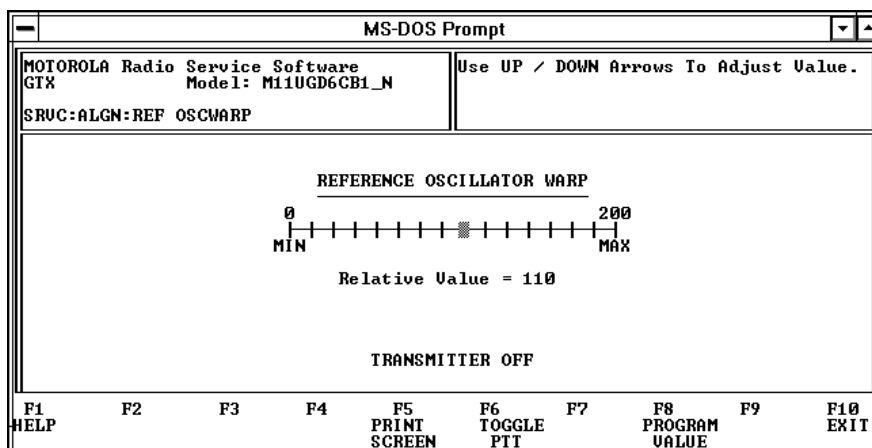 MS-DOS Prompt
MOTOROLA Radio Service Software
GTX Model: M11UGD6CB1_N
SRVC:ALGN:REF OSCWARP
Use UP / DOWN Arrows To Adjust Value.
REFERENCE OSCILLATOR WARP
0 200
MIN MAX
Relative Value = 110
TRANSMITTER OFF
F1 F2 F3 F4 F5 F6 F7 F8 F9 F10
HELP PRINT TOGGLE PROGRAM EXIT
SCREEN PTT VALUE